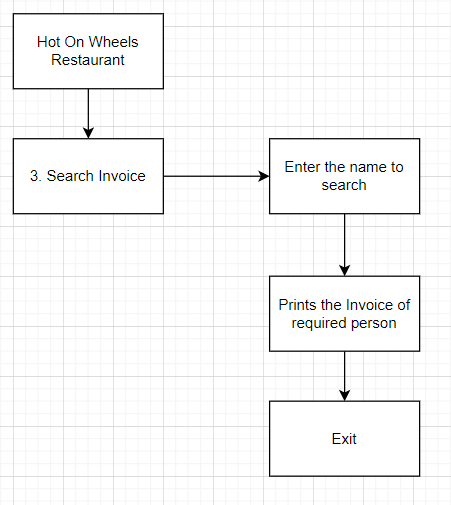 Hot On Wheels
Restaurant
3. Search Invoice
Enter the name to
search
Prints the Invoice of
required person
Exit